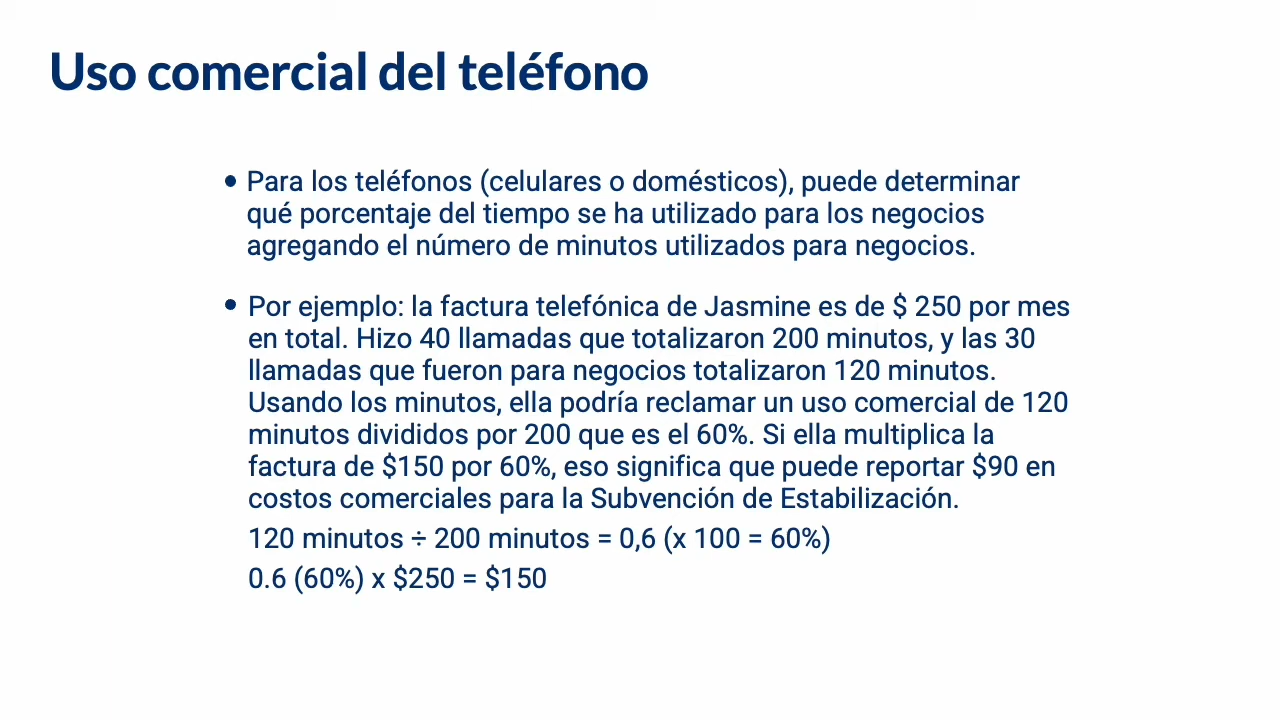 Uso comercial del teléfono
• Para los teléfonos (celulares o domésticos), puede determinar
qué porcentaje del tiempo se ha utilizado para los negocios
agregando el número de minutos utilizados para negocios.
• Por ejemplo: la factura telefónica de Jasmine es de $ 250 por mes
en total. Hizo 40 llamadas que totalizaron 200 minutos, y las 30
llamadas que fueron para negocios totalizaron 120 minutos.
Usando los minutos, ella podría reclamar un uso comercial de 120
minutos divididos por 200 que es el 60%. Si ella multiplica la
factura de $150 por 60%, eso significa que puede reportar $90 en
costos comerciales para la Subvención de Estabilización.
120 minutos ÷ 200 minutos = 0,6 (x 100 = 60%)
0.6 (60%) x $250 = $150